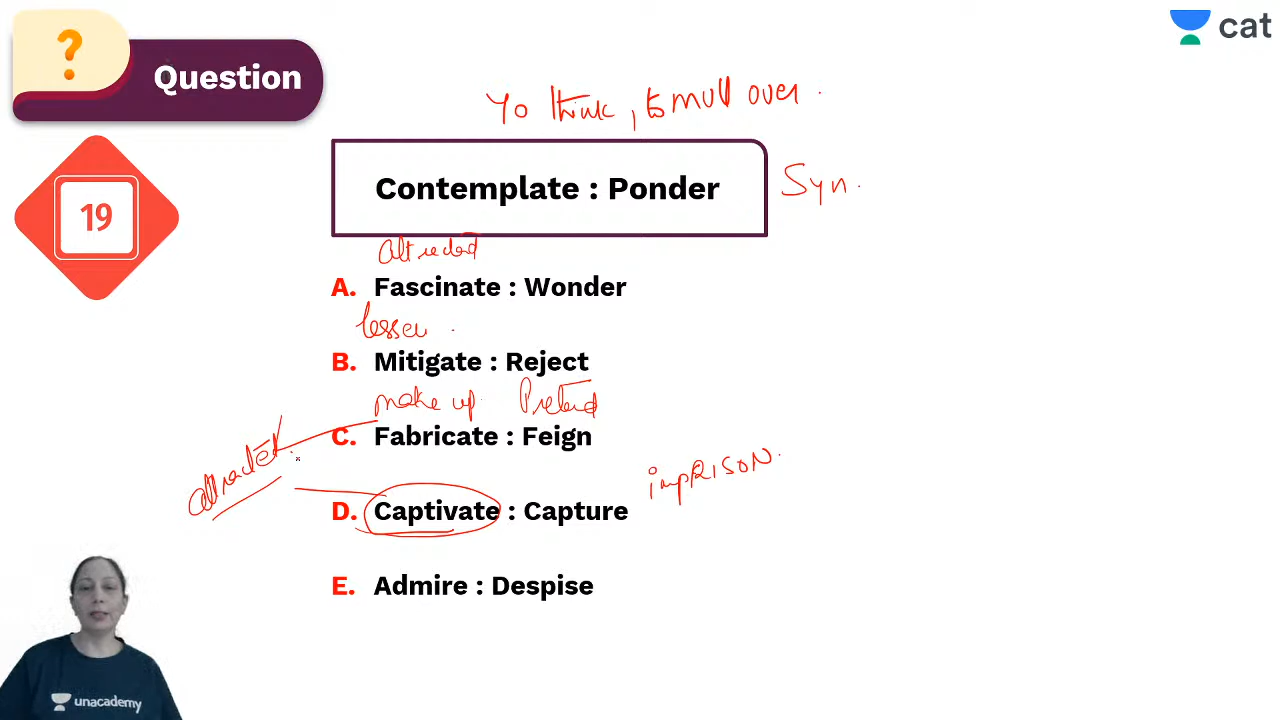 ?
Question
cat
To think, to mull over.
19
Contemplate : Ponder
Syn.
attracted
A. Fascinate : Wonder
lessen.
B. Mitigate : Reject
make up. Pretend
C. Fabricate : Feign
attracted
imPRISON.
D. Captivate : Capture
E. Admire : Despise
unacademy